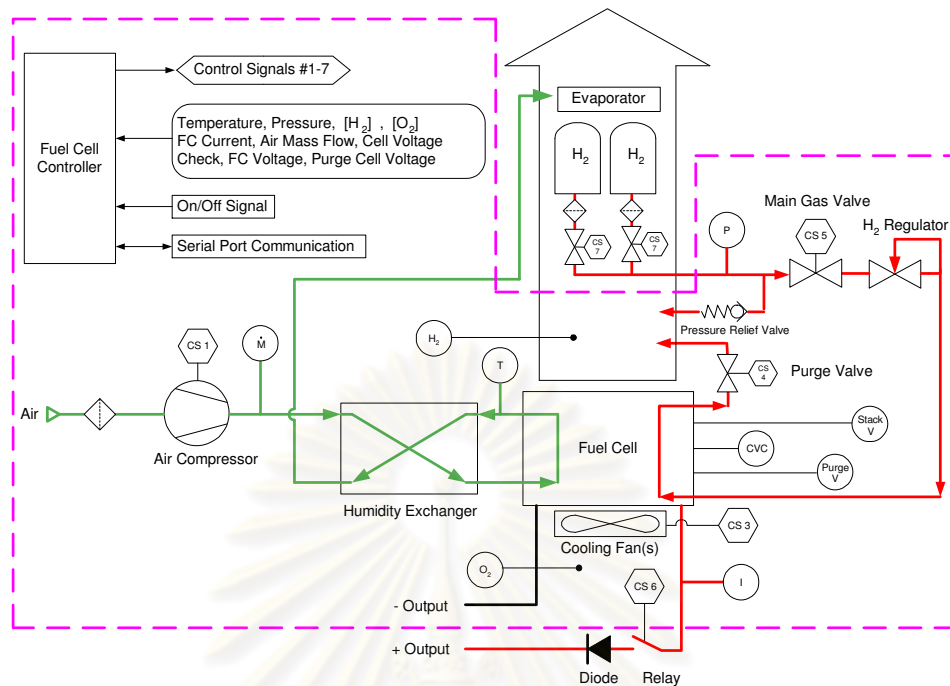 Control Signals #1-7
Evaporator
Fuel Cell
Controller
Temperature, Pressure, [H2] , [O2]
FC Current, Air Mass Flow, Cell Voltage
Check, FC Voltage, Purge Cell Voltage
H2
H2
On/Off Signal
Serial Port Communication
Main Gas Valve
H2 Regulator
CS 7
CS 7
P
CS 5
Pressure Relief Valve
CS 1
Ṁ
H2
T
CS 4
Purge Valve
Air
Air Compressor
Humidity Exchanger
Fuel Cell
Stack
V
CVC
Purge
V
Cooling Fan(s)
CS 3
O2
CS 6
I
- Output
+ Output
Diode
Relay